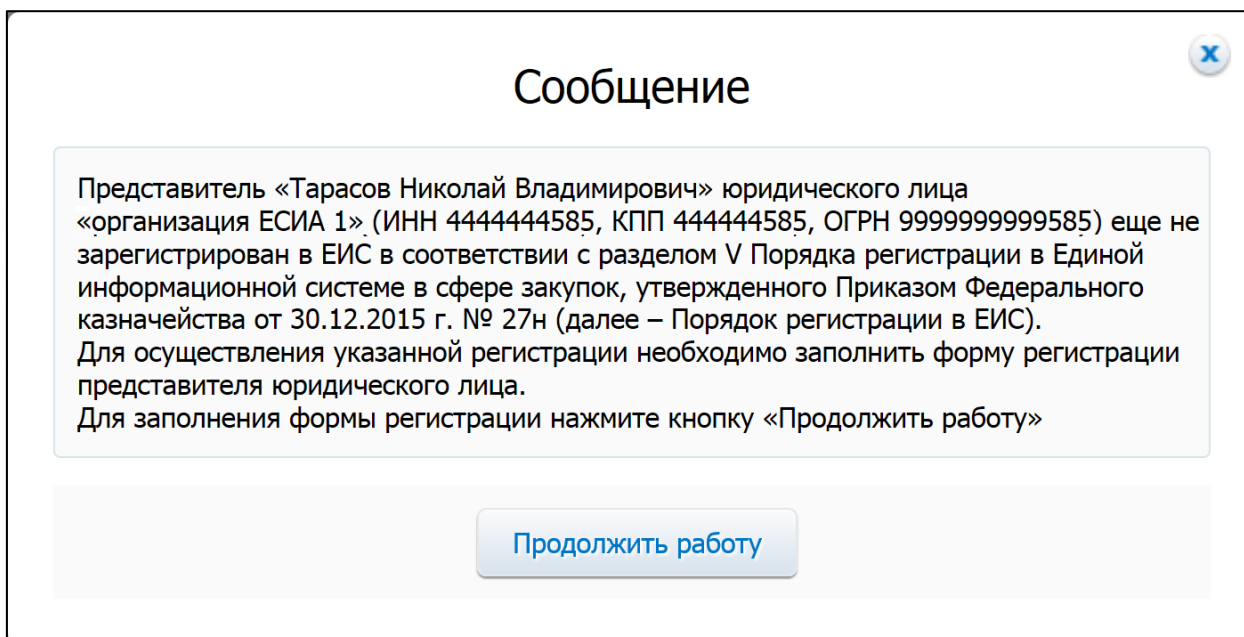 Сообщение
x
Представитель «Тарасов Николай Владимирович» юридического лица
«организация ЕСИА 1» (ИНН 4444444585, КПП 444444585, ОГРН 9999999999585) еще не
зарегистрирован в ЕИС в соответствии с разделом V Порядка регистрации в Единой
информационной системе в сфере закупок, утвержденного Приказом Федерального
казначейства от 30.12.2015 г. № 27н (далее – Порядок регистрации в ЕИС).
Для осуществления указанной регистрации необходимо заполнить форму регистрации
представителя юридического лица.
Для заполнения формы регистрации нажмите кнопку «Продолжить работу»
Продолжить работу